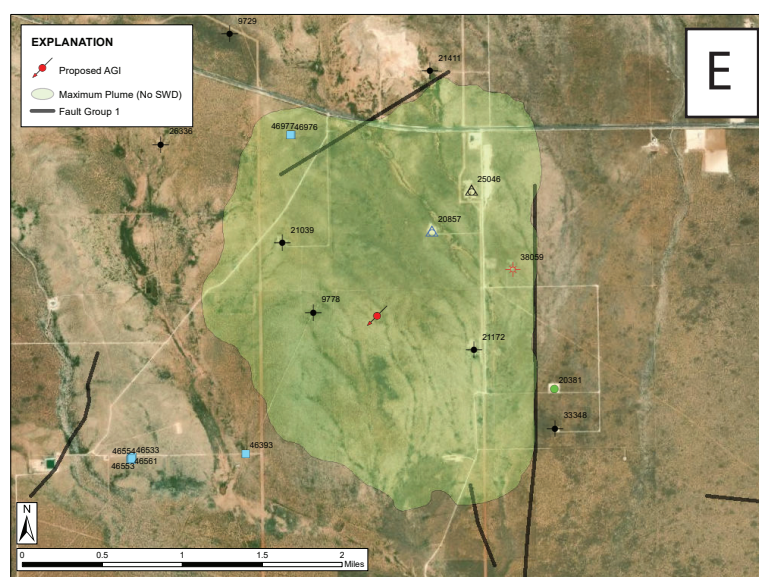 9729
EXPLANATION
Proposed AGI
Maximum Plume (No SWD)
Fault Group 1
E
21411
26336
46977 46976
25046
20857
21039
38059
9778
21172
20381
33348
46393
46554 46533
46553 46561
N
0 0.5 1 1.5 2
Miles